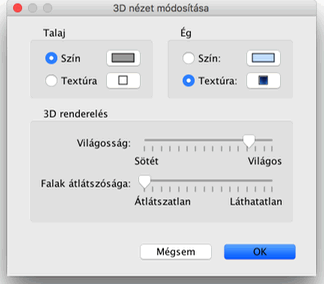 3D nézet módosítása
Talaj Ég
Szín Szín:
Textúra Textúra:
3D renderelés
Világosság:
Sötét Világos
Falak átlátszósága:
Átlátszatlan Láthatatlan
Mégsem OK